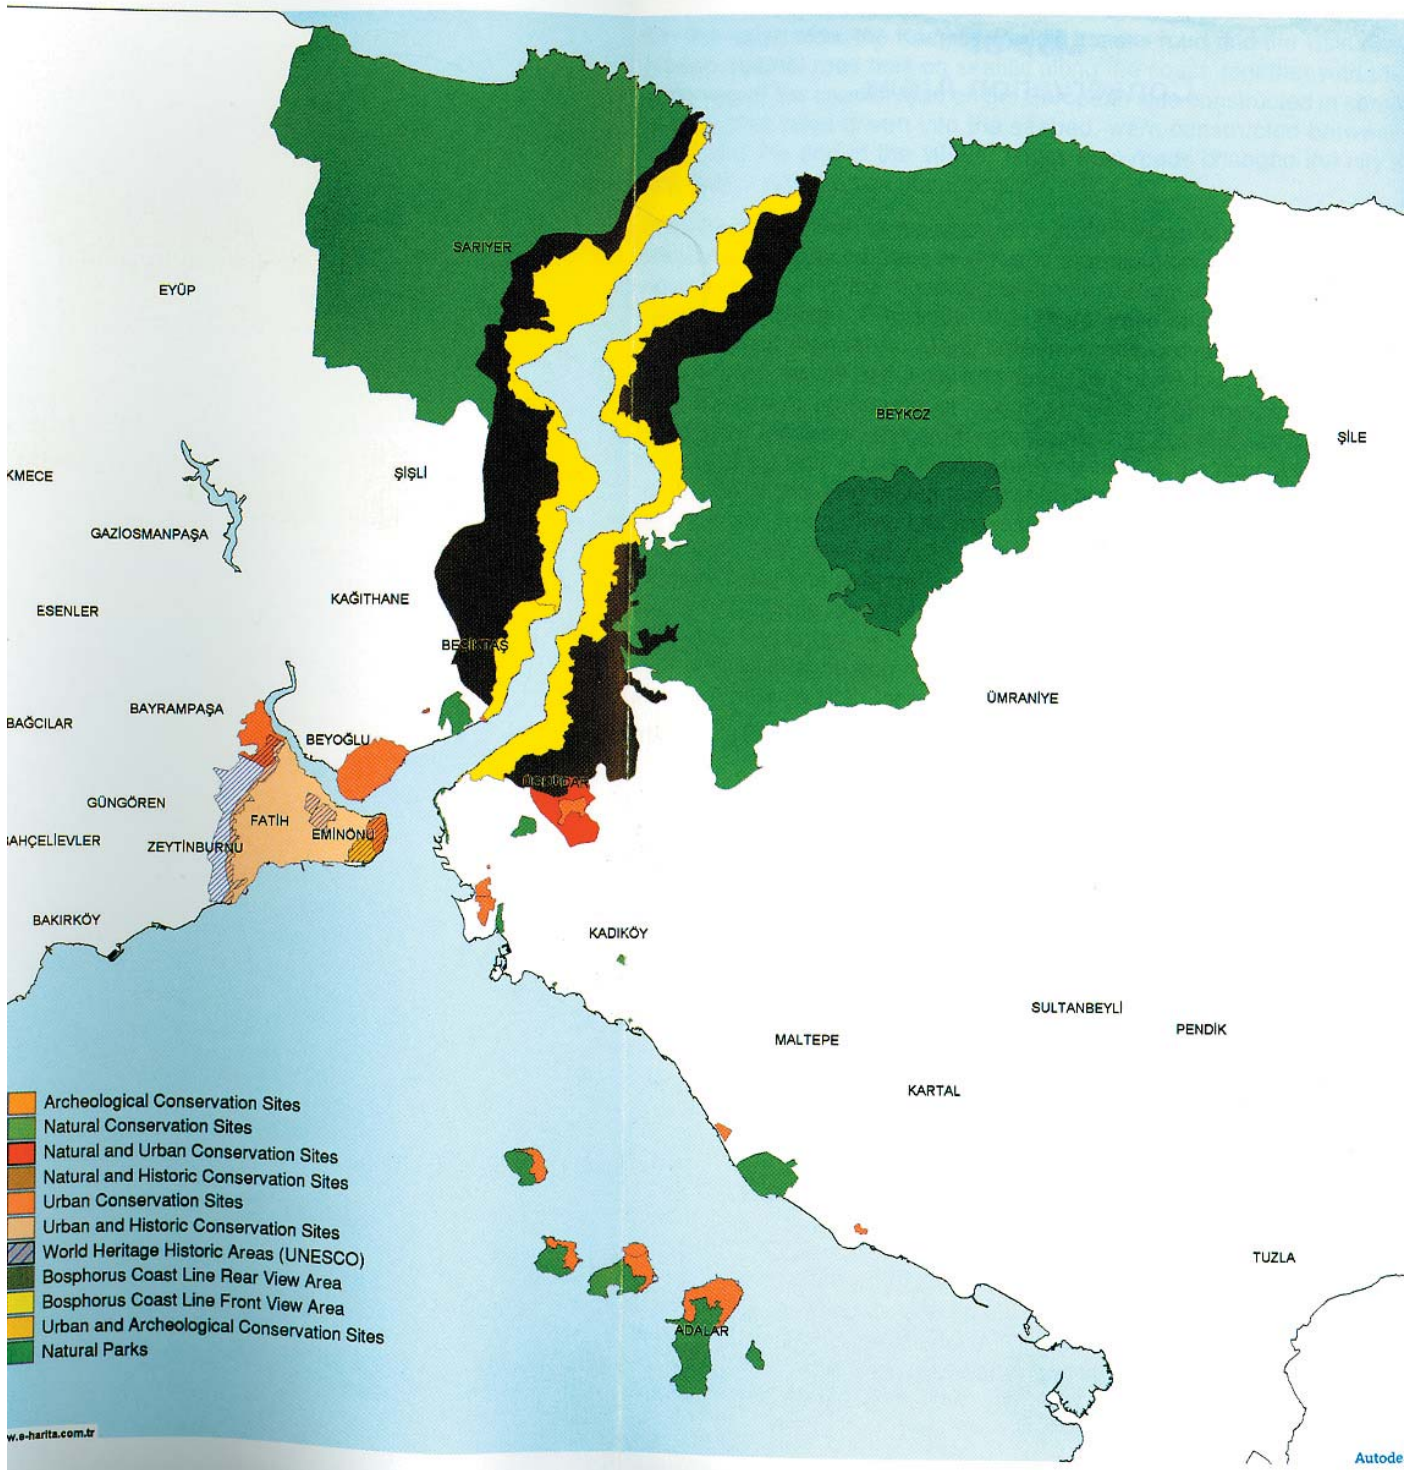 SARIYER
EYÜP
BEYKOZ
ŞİLE
KMECE
ŞİŞLİ
GAZİOSMANPAŞA
ESENLER
KAĞITHANE
BEŞİKTAŞ
ÜMRANİYE
BAĞCILAR
BAYRAMPAŞA
BEYOĞLU
ÜSKÜDAR
GÜNGÖREN
FATİH
EMİNÖNÜ
AHÇELİEVLER
ZEYTİNBURNU
BAKIRKÖY
KADIKÖY
SULTANBEYLİ
PENDİK
MALTEPE
KARTAL
TUZLA
ADALAR
Archeological Conservation Sites
Natural Conservation Sites
Natural and Urban Conservation Sites
Natural and Historic Conservation Sites
Urban Conservation Sites
Urban and Historic Conservation Sites
World Heritage Historic Areas (UNESCO)
Bosphorus Coast Line Rear View Area
Bosphorus Coast Line Front View Area
Urban and Archeological Conservation Sites
Natural Parks
w.e-harita.com.tr
Autode